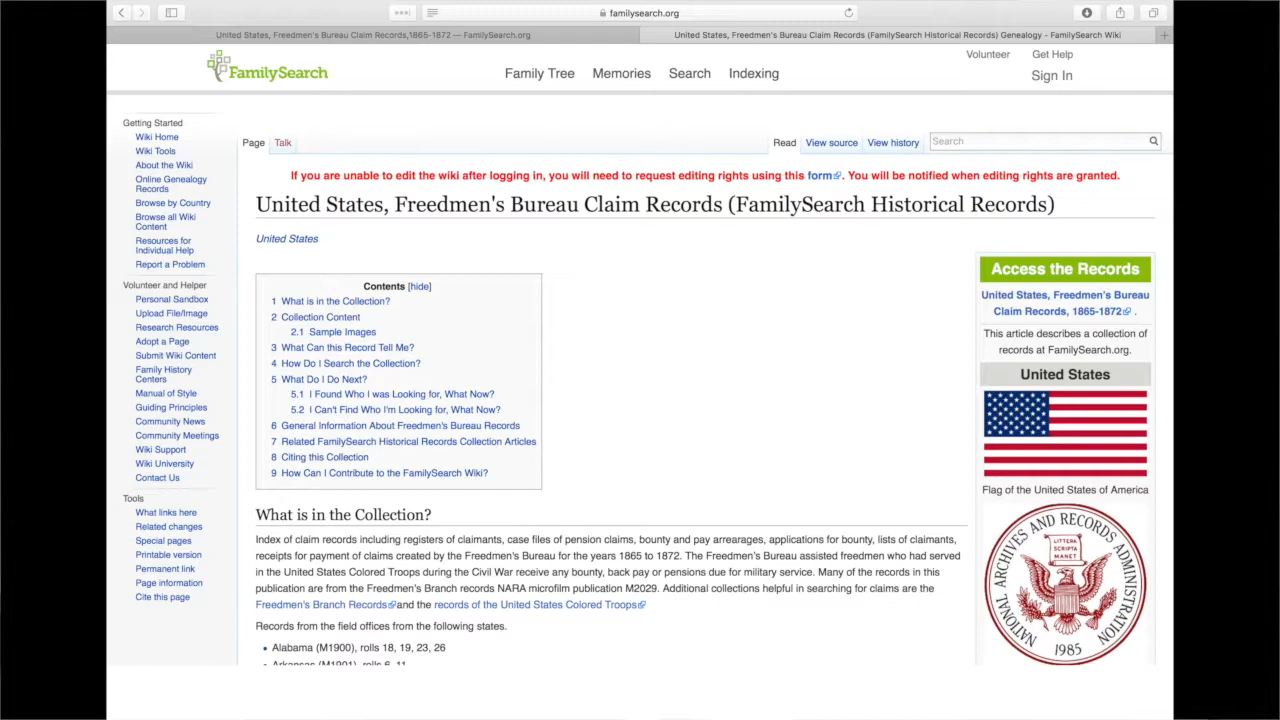 familysearch.org
United States, Freedmen's Bureau Claim Records,1865-1872 — FamilySearch.org
United States, Freedmen's Bureau Claim Records (FamilySearch Historical Records) Genealogy - FamilySearch Wiki
Volunteer Get Help
FamilySearch
Family Tree Memories Search Indexing
Sign In
Getting Started
Wiki Home
Wiki Tools
About the Wiki
Online Genealogy
Records
Browse by Country
Browse all Wiki
Content
Resources for
Individual Help
Report a Problem
Volunteer and Helper
Personal Sandbox
Upload File/Image
Research Resources
Adopt a Page
Submit Wiki Content
Family History
Centers
Manual of Style
Guiding Principles
Community News
Community Meetings
Wiki Support
Wiki University
Contact Us
Tools
What links here
Related changes
Special pages
Printable version
Permanent link
Page information
Cite this page
Page Talk
Read View source View history
Search
If you are unable to edit the wiki after logging in, you will need to request editing rights using this form. You will be notified when editing rights are granted.
United States, Freedmen's Bureau Claim Records (FamilySearch Historical Records)
United States
Contents [hide]
1 What is in the Collection?
2 Collection Content
2.1 Sample Images
3 What Can this Record Tell Me?
4 How Do I Search the Collection?
5 What Do I Do Next?
5.1 I Found Who I was Looking for, What Now?
5.2 I Can't Find Who I'm Looking for, What Now?
6 General Information About Freedmen's Bureau Records
7 Related FamilySearch Historical Records Collection Articles
8 Citing this Collection
9 How Can I Contribute to the FamilySearch Wiki?
What is in the Collection?
Index of claim records including registers of claimants, case files of pension claims, bounty and pay arrearages, applications for bounty, lists of claimants,
receipts for payment of claims created by the Freedmen's Bureau for the years 1865 to 1872. The Freedmen's Bureau assisted freedmen who had served
in the United States Colored Troops during the Civil War receive any bounty, back pay or pensions due for military service. Many of the records in this
publication are from the Freedmen's Branch records NARA microfilm publication M2029. Additional collections helpful in searching for claims are the
Freedmen's Branch Records and the records of the United States Colored Troops
Records from the field offices from the following states.
• Alabama (M1900), rolls 18, 19, 23, 26
• Arkansas (M1901), rolls 6, 11
Access the Records
United States, Freedmen's Bureau
Claim Records, 1865-1872 .
This article describes a collection of
records at FamilySearch.org.
United States
Flag of the United States of America
NATIONAL ARCHIVES AND RECORDS ADMINISTRATION
LITTERA
SCRIPTA
MANET
1985